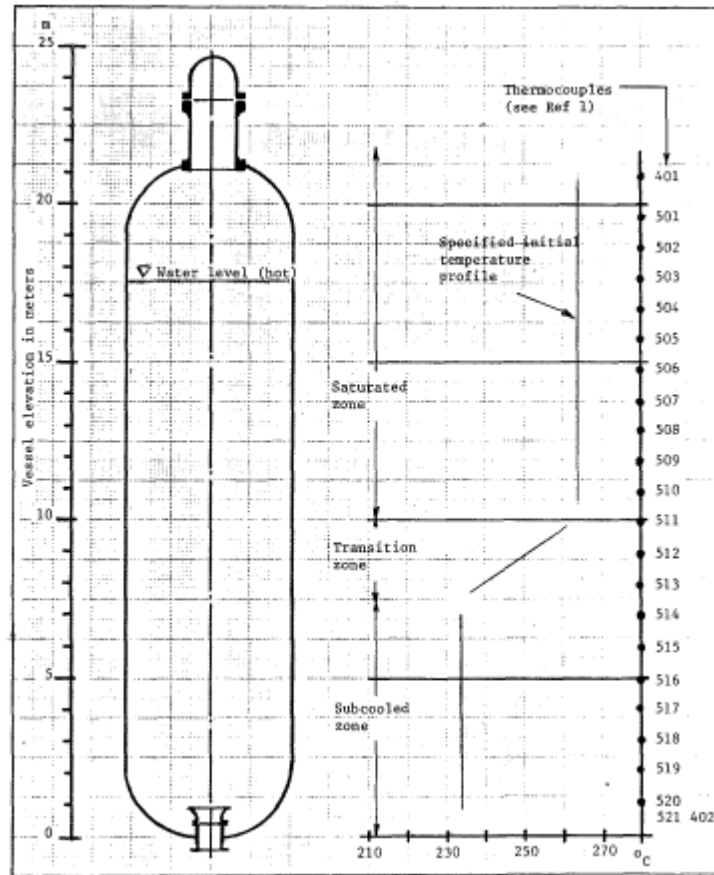 m
25
20
15
10
5
0
Vessel elevation in meters
Water level (hot)
Thermocouples
(see Ref 1)
Specified initial
temperature
profile
Saturated
zone
Transition
zone
Subcooled
zone
401
501
502
503
504
505
506
507
508
509
510
511
512
513
514
515
516
517
518
519
520
521 402
210
230
250
270
°C